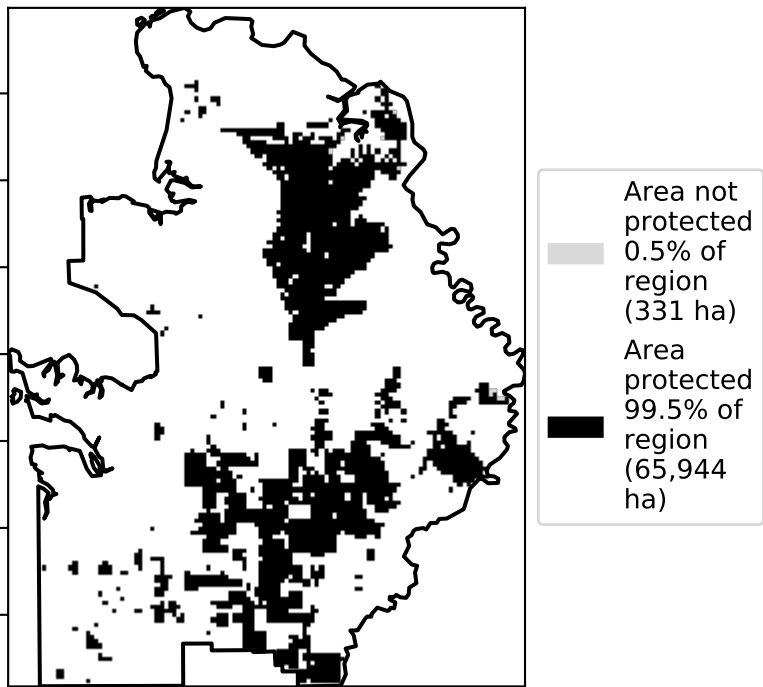 Area not
protected
0.5% of
region
(331 ha)
Area
protected
99.5% of
region
(65,944
ha)